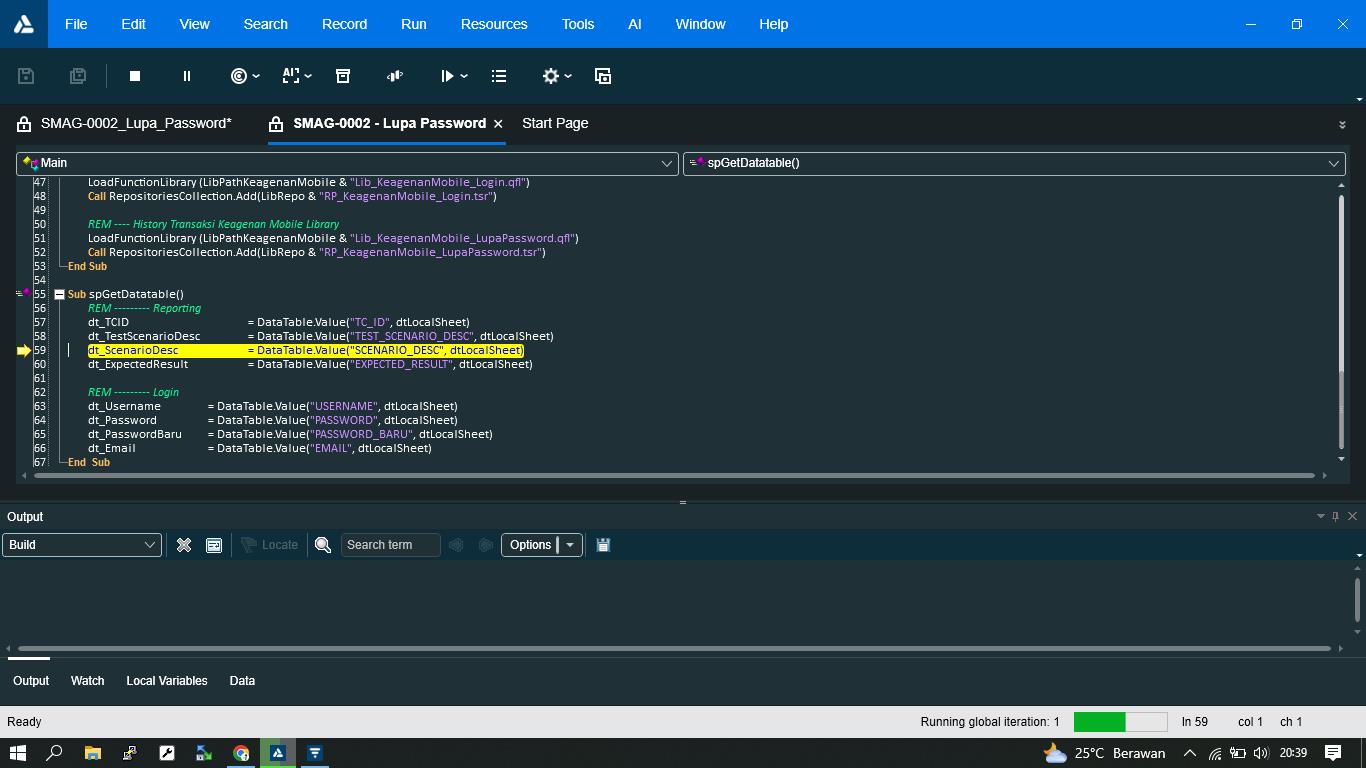 File Edit View Search Record Run Resources Tools AI Window Help
SMAG-0002_Lupa_Password* SMAG-0002 - Lupa Password Start Page
Main spGetDatatable()
47 LoadFunctionLibrary (LibPathKeagenanMobile & "Lib_KeagenanMobile_Login.qfl")
48 Call RepositoriesCollection.Add(LibRepo & "RP_KeagenanMobile_Login.tsr")
49
50 REM ---- History Transaksi Keagenan Mobile Library
51 LoadFunctionLibrary (LibPathKeagenanMobile & "Lib_KeagenanMobile_LupaPassword.qfl")
52 Call RepositoriesCollection.Add(LibRepo & "RP_KeagenanMobile_LupaPassword.tsr")
53 End Sub
54
55 Sub spGetDatatable()
56 REM --------- Reporting
57 dt_TCID = DataTable.Value("TC_ID", dtLocalSheet)
58 dt_TestScenarioDesc = DataTable.Value("TEST_SCENARIO_DESC", dtLocalSheet)
59 dt_ScenarioDesc = DataTable.Value("SCENARIO_DESC", dtLocalSheet)
60 dt_ExpectedResult = DataTable.Value("EXPECTED_RESULT", dtLocalSheet)
61
62 REM --------- Login
63 dt_Username = DataTable.Value("USERNAME", dtLocalSheet)
64 dt_Password = DataTable.Value("PASSWORD", dtLocalSheet)
65 dt_PasswordBaru = DataTable.Value("PASSWORD_BARU", dtLocalSheet)
66 dt_Email = DataTable.Value("EMAIL", dtLocalSheet)
67 End Sub
Output
Build Locate Search term Options
Output Watch Local Variables Data
Ready Running global iteration: 1 ln 59 col 1 ch 1
25°C Berawan 20:39